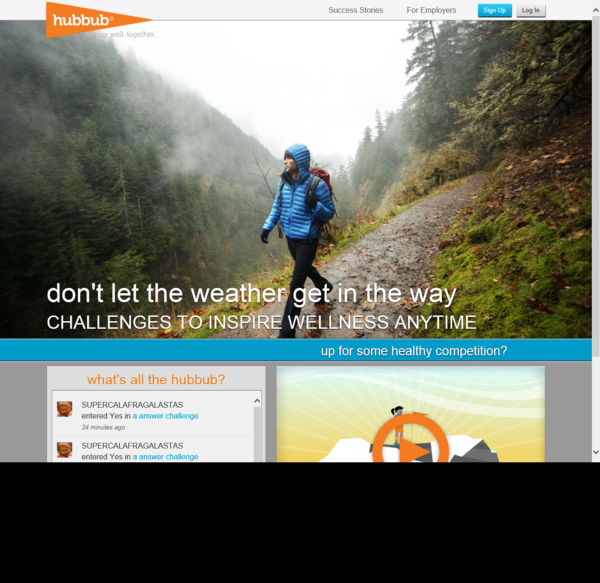 hubbub®
play well. together.
Success Stories
For Employers
Sign Up
Log In
don't let the weather get in the way
CHALLENGES TO INSPIRE WELLNESS ANYTIME
up for some healthy competition?
what's all the hubbub?
SUPERCALAFRAGALASTAS
entered Yes in a answer challenge
34 minutes ago
SUPERCALAFRAGALASTAS
entered Yes in a answer challenge